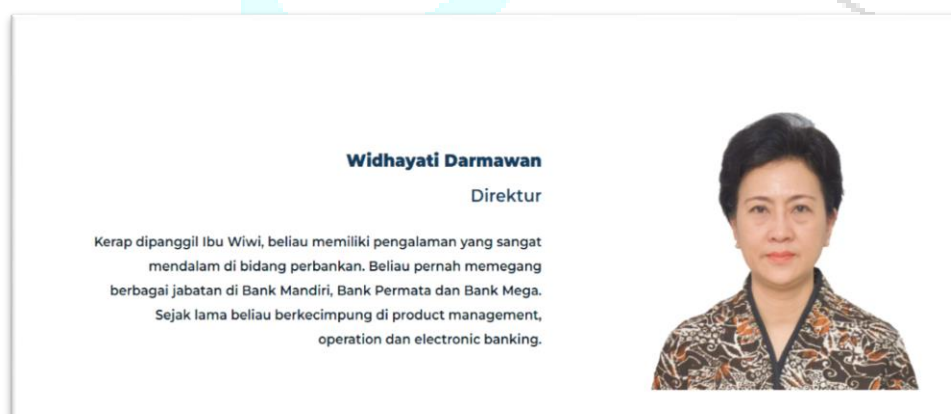 Widhayati Darmawan
Direktur
Kerap dipanggil Ibu Wiwi, beliau memiliki pengalaman yang sangat
mendalam di bidang perbankan. Beliau pernah memegang
berbagai jabatan di Bank Mandiri, Bank Permata dan Bank Mega.
Sejak lama beliau berkecimpung di product management,
operation dan electronic banking.